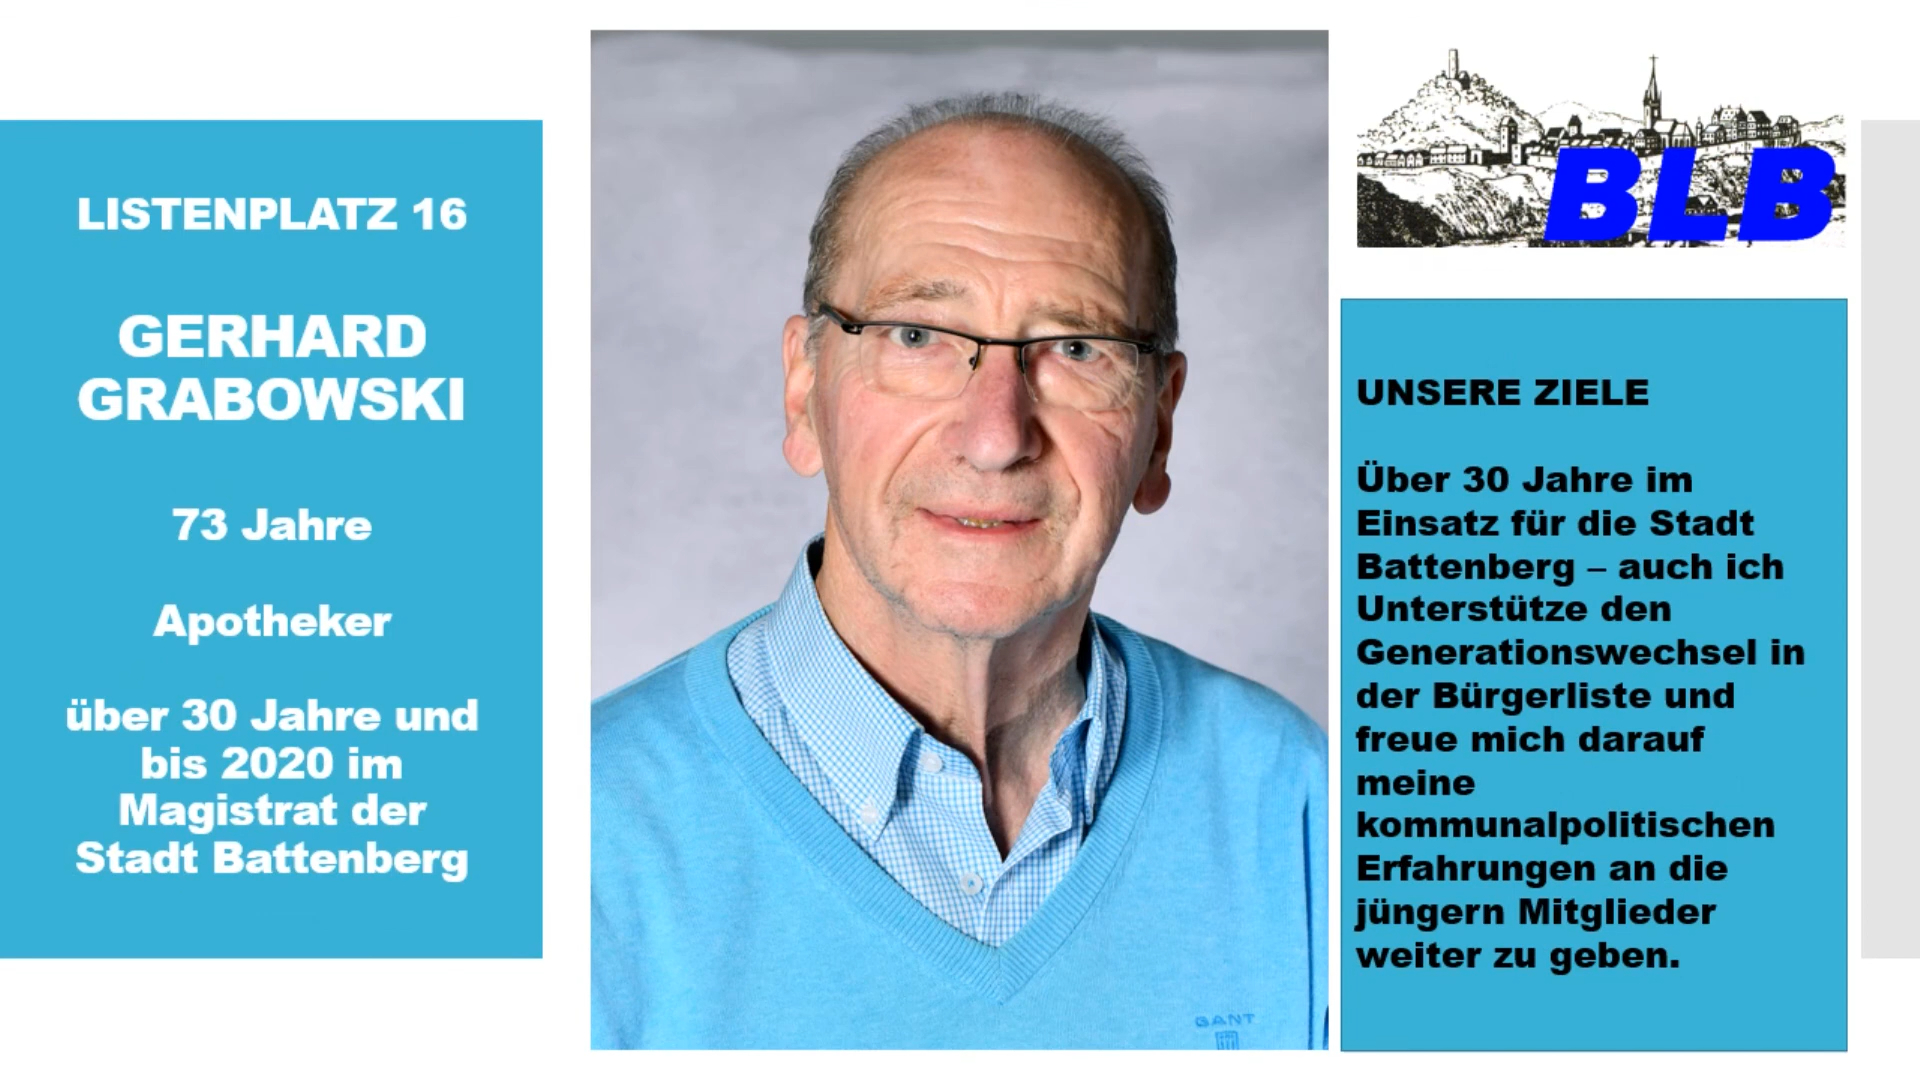 LISTENPLATZ 16
GERHARD
GRABOWSKI
73 Jahre
Apotheker
über 30 Jahre und
bis 2020 im
Magistrat der
Stadt Battenberg
GANT
BLB
UNSERE ZIELE
Über 30 Jahre im
Einsatz für die Stadt
Battenberg – auch ich
Unterstütze den
Generationswechsel in
der Bürgerliste und
freue mich darauf
meine
kommunalpolitischen
Erfahrungen an die
jüngern Mitglieder
weiter zu geben.